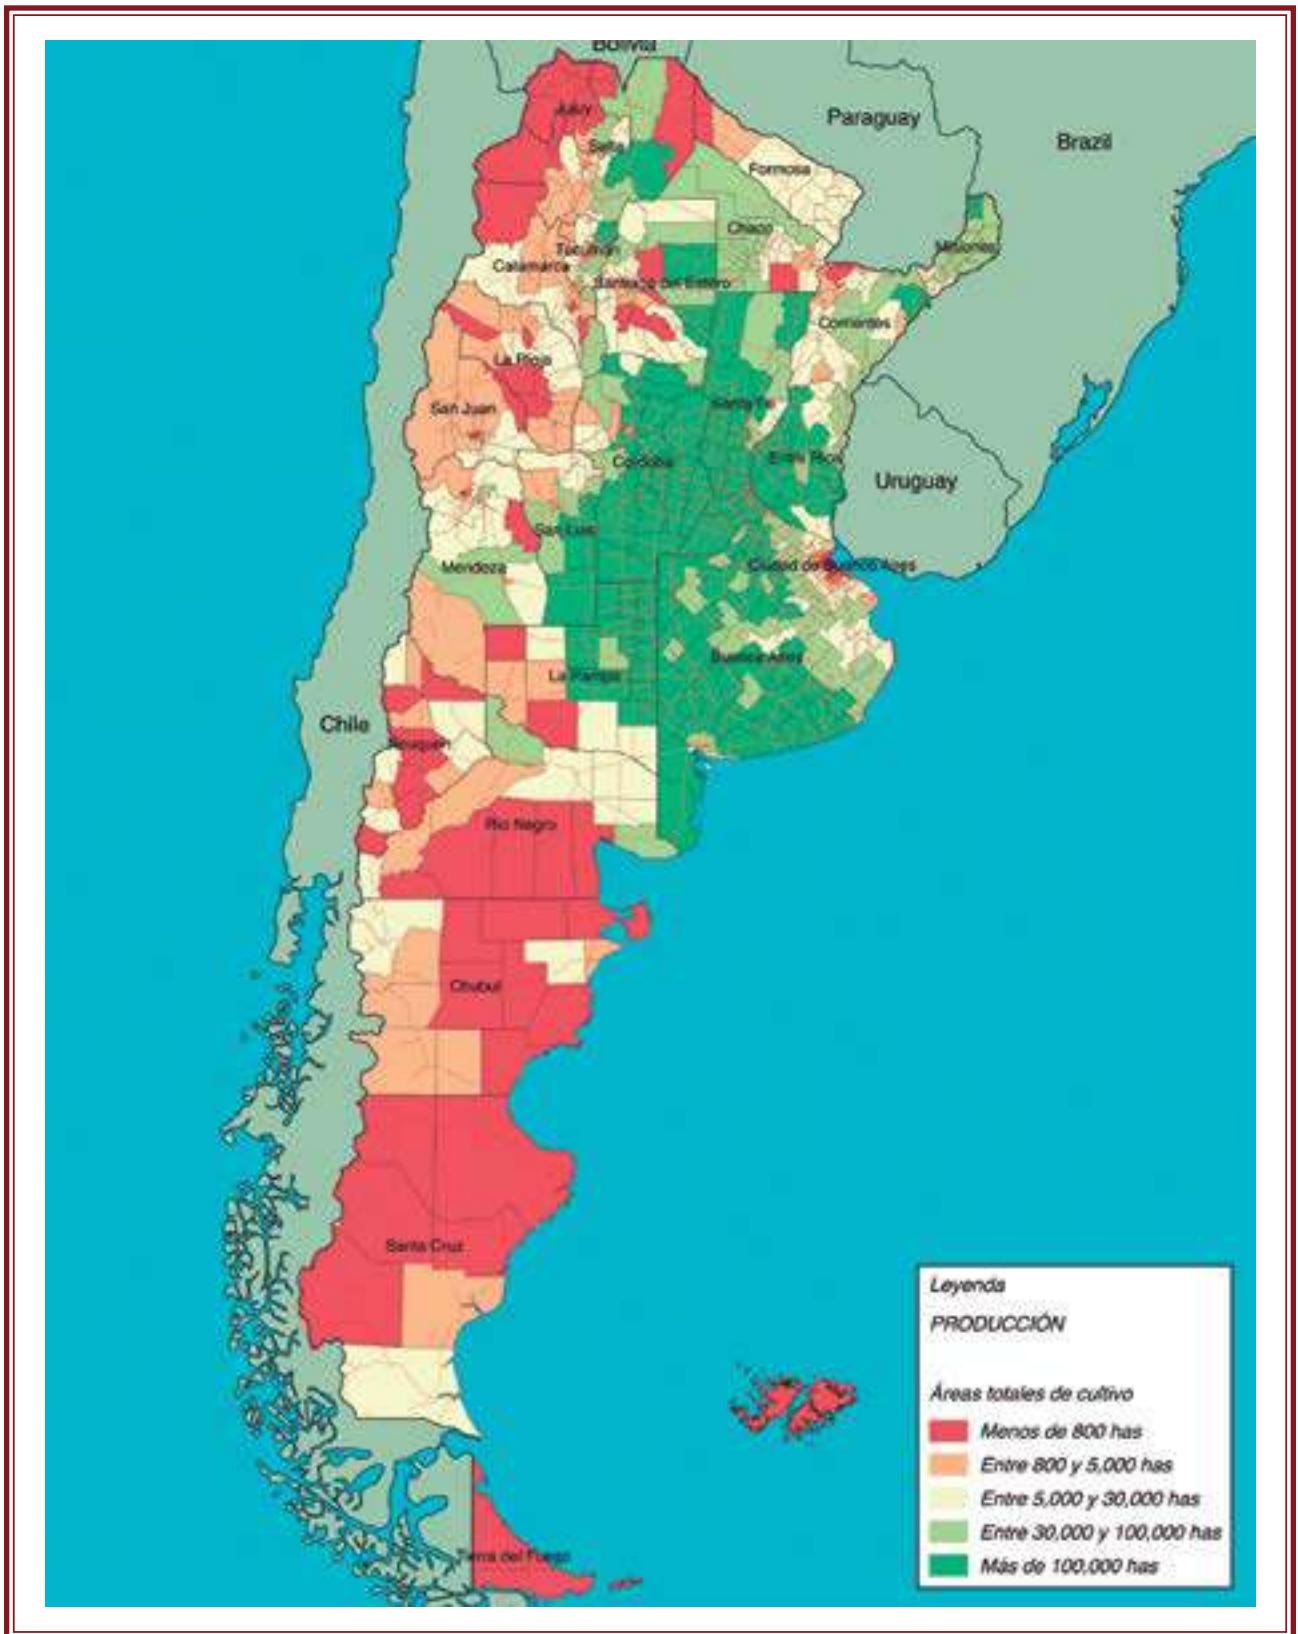 Bolivia
Paraguay
Brazil
Jujuy
Salta
Formosa
Chaco
Misiones
Tucumán
Catamarca
Santiago del Estero
Corrientes
La Rioja
San Juan
Santa Fe
Córdoba
Entre Ríos
Uruguay
San Luis
Mendoza
Ciudad de Buenos Aires
Buenos Aires
La Pampa
Chile
Neuquén
Río Negro
Chubut
Santa Cruz
Tierra del Fuego
Leyenda
PRODUCCIÓN
Áreas totales de cultivo
Menos de 800 has
Entre 800 y 5,000 has
Entre 5,000 y 30,000 has
Entre 30,000 y 100,000 has
Más de 100,000 has